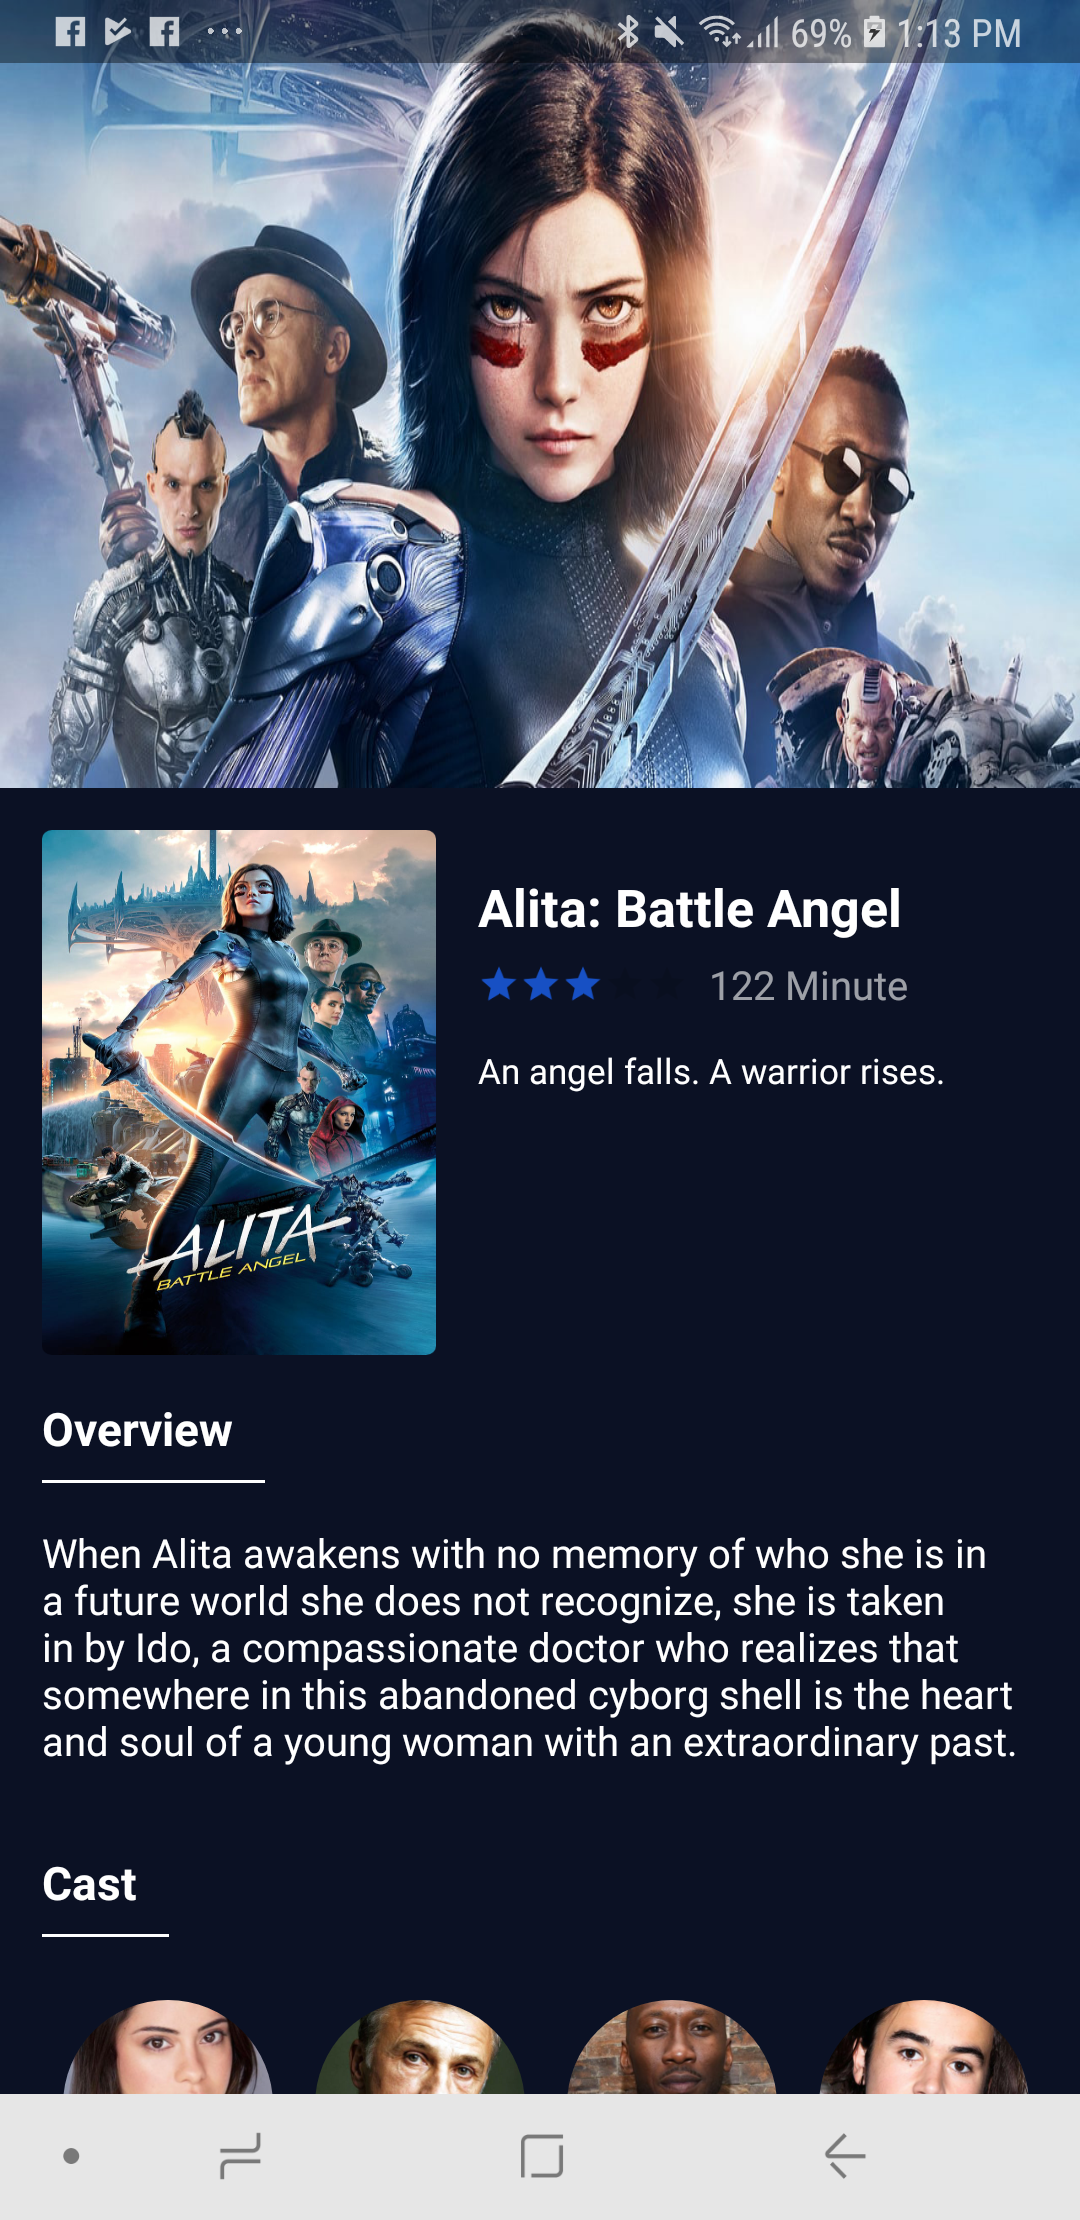 69% 1:13 PM
Alita: Battle Angel
122 Minute
An angel falls. A warrior rises.
ALITA
BATTLE ANGEL
Overview
When Alita awakens with no memory of who she is in
a future world she does not recognize, she is taken
in by Ido, a compassionate doctor who realizes that
somewhere in this abandoned cyborg shell is the heart
and soul of a young woman with an extraordinary past.
Cast